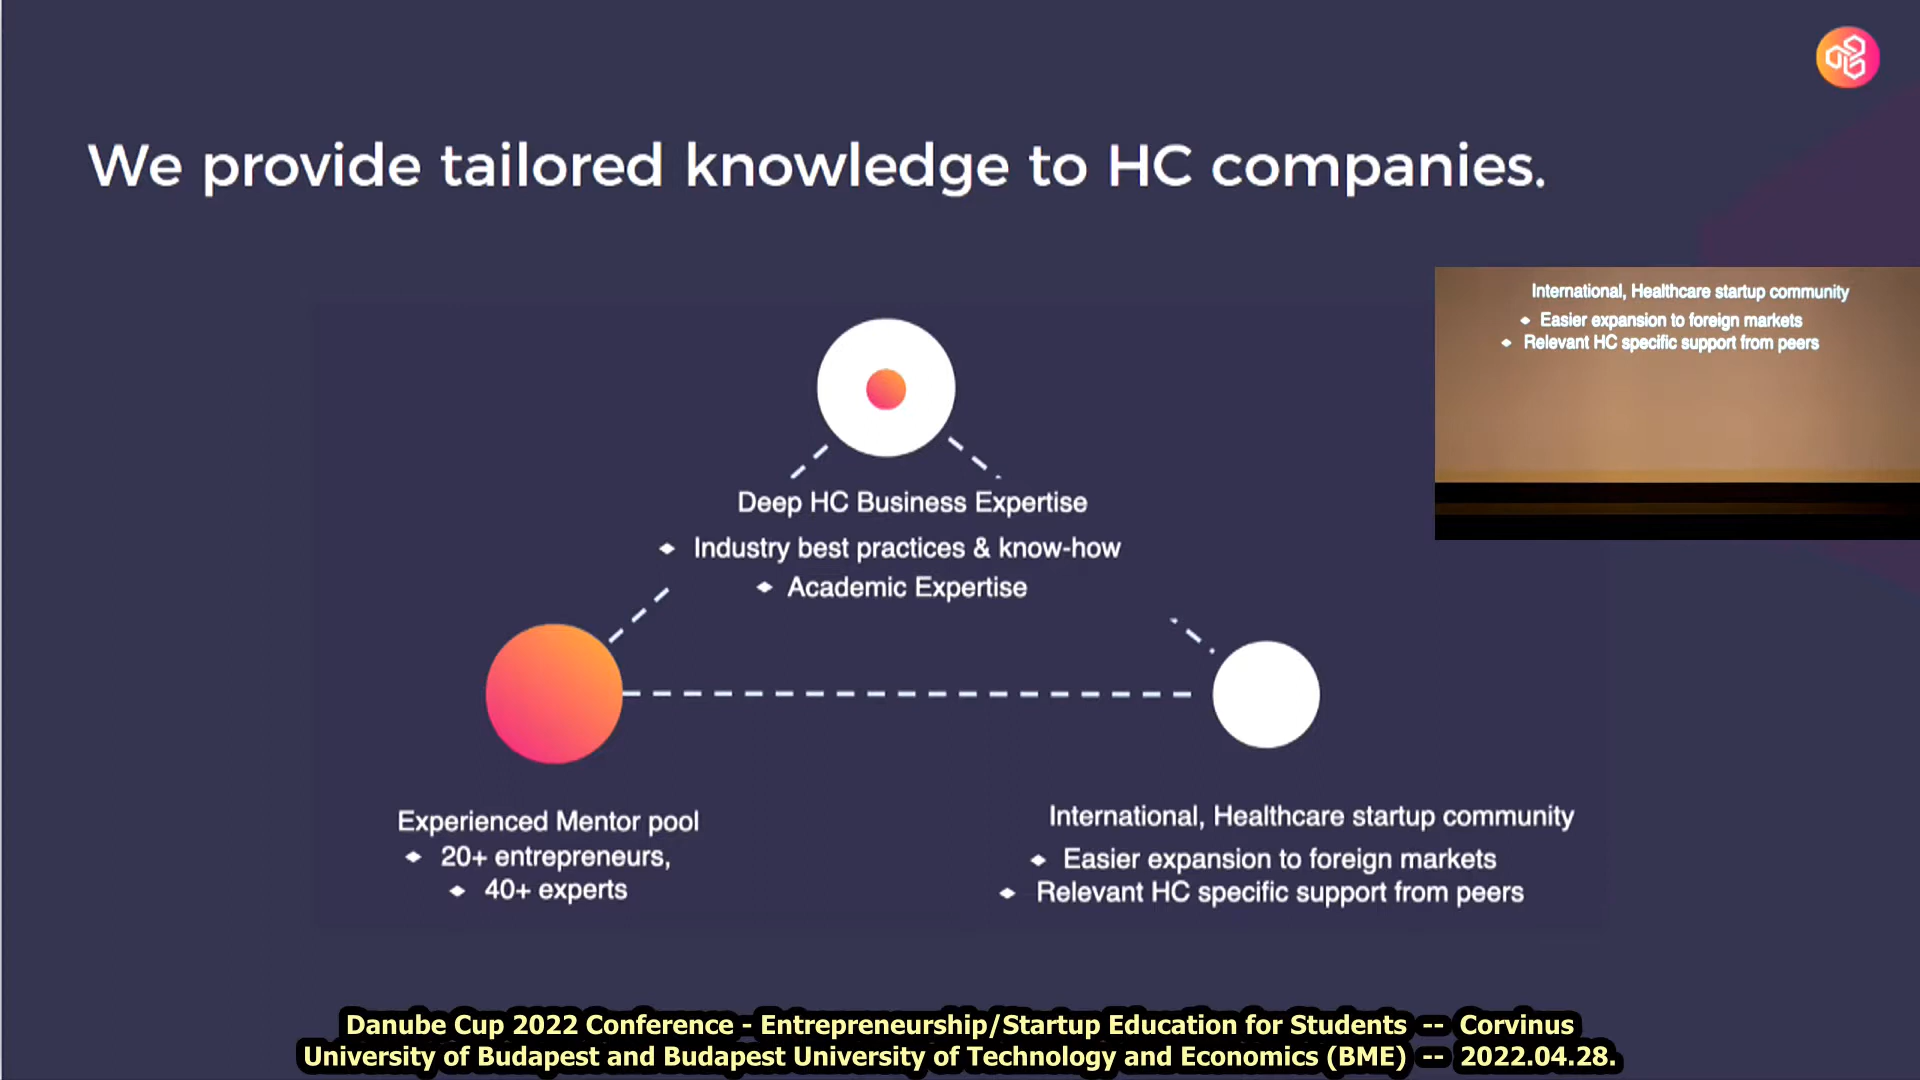 We provide tailored knowledge to HC companies.
International, Healthcare startup community
Easier expansion to foreign markets
Relevant HC specific support from peers
Deep HC Business Expertise
Industry best practices & know-how
Academic Expertise
Experienced Mentor pool
20+ entrepreneurs,
40+ experts
International, Healthcare startup community
Easier expansion to foreign markets
Relevant HC specific support from peers
Danube Cup 2022 Conference - Entrepreneurship/Startup Education for Students -- Corvinus
University of Budapest and Budapest University of Technology and Economics (BME) -- 2022.04.28.